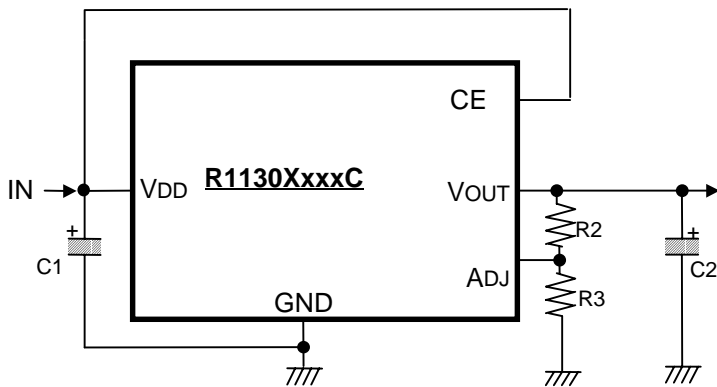 CE
IN
VDD
R1130XxxxC
VOUT
R2
+
C1
+
C2
ADJ
R3
GND